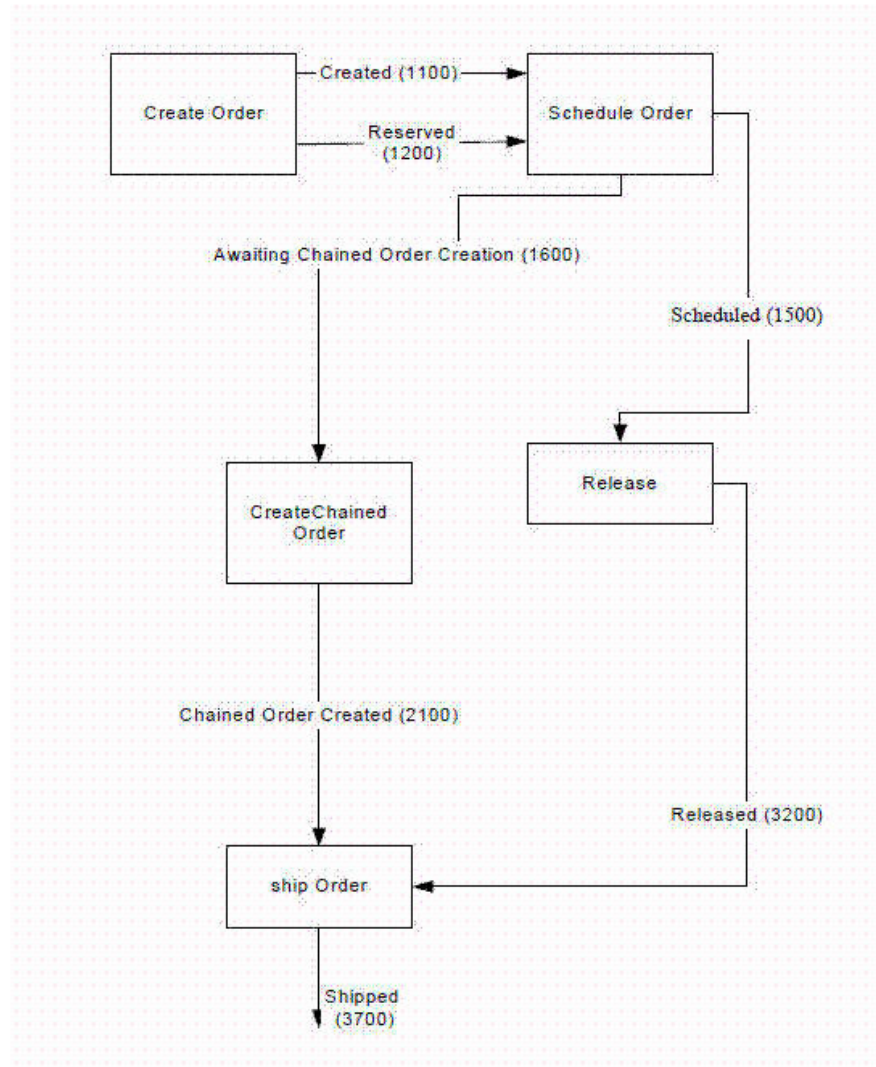 Created (1100)
Create Order
Schedule Order
Reserved
(1200)
Awaiting Chained Order Creation (1600)
Scheduled (1500)
Release
CreateChained
Order
Chained Order Created (2100)
Released (3200)
ship Order
Shipped
(3700)